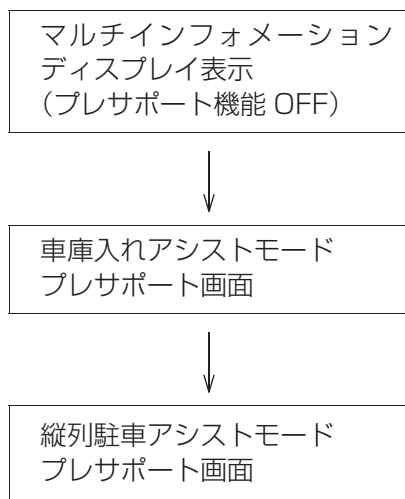 マルチインフォメーション
ディスプレイ表示
（プレサポート機能 OFF）
車庫入れアシストモード
プレサポート画面
縦列駐車アシストモード
プレサポート画面